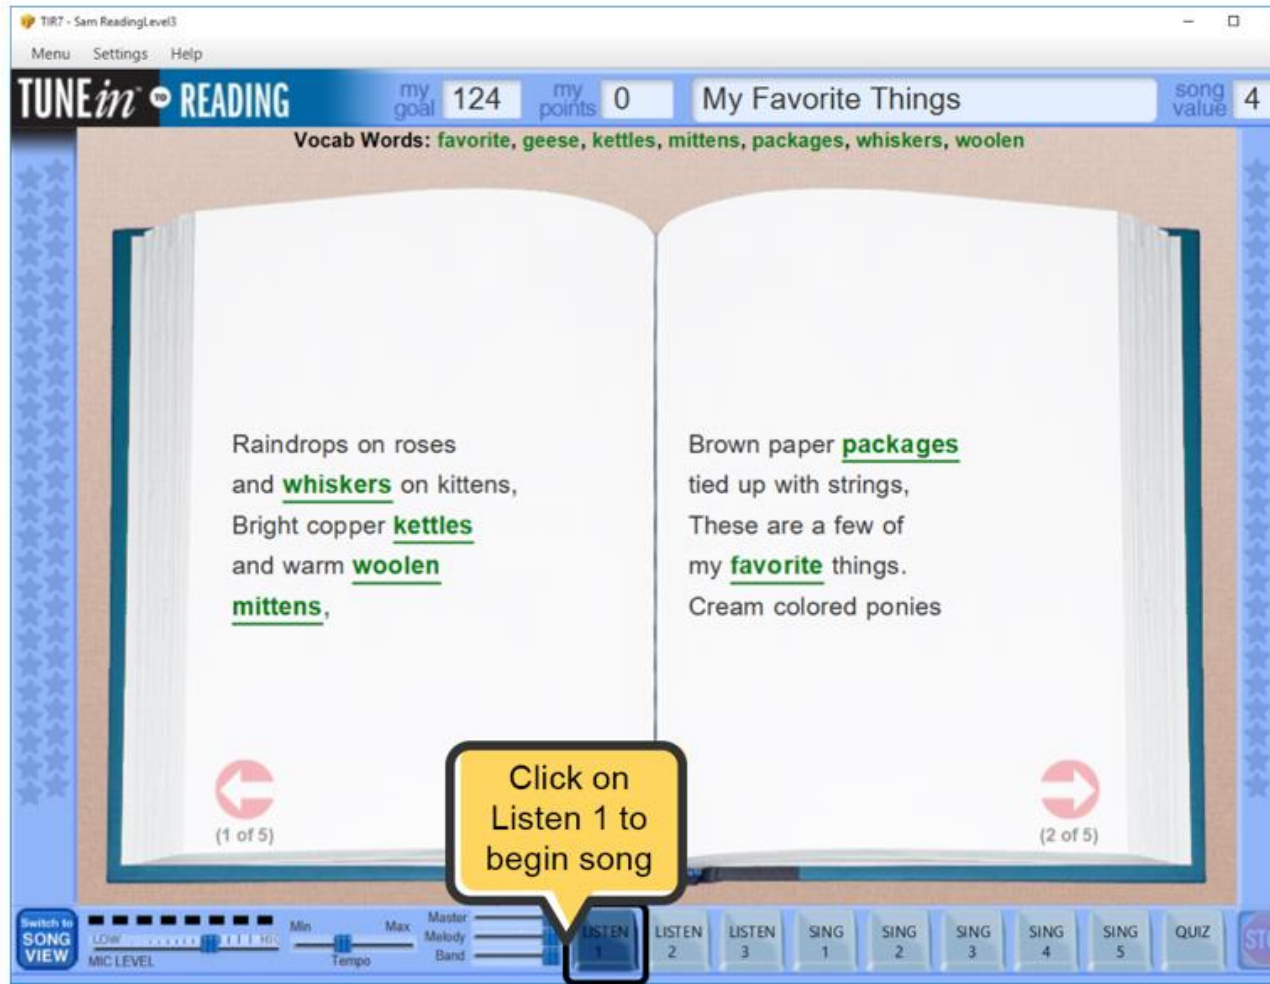 TIR7 - Sam ReadingLevel3
Menu Settings Help
TUNE in TO READING
my goal 124 my points 0 My Favorite Things song value 4
Vocab Words: favorite, geese, kettles, mittens, packages, whiskers, woolen
Raindrops on roses
and whiskers on kittens,
Bright copper kettles
and warm woolen
mittens,
(1 of 5)
Brown paper packages
tied up with strings,
These are a few of
my favorite things.
Cream colored ponies
(2 of 5)
Click on
Listen 1 to
begin song
Switch to
SONG
VIEW
LOW
MIC LEVEL
Min Max
Tempo
Master
Melody
Band
LISTEN
1
LISTEN
2
LISTEN
3
SING
1
SING
2
SING
3
SING
4
SING
5
QUIZ